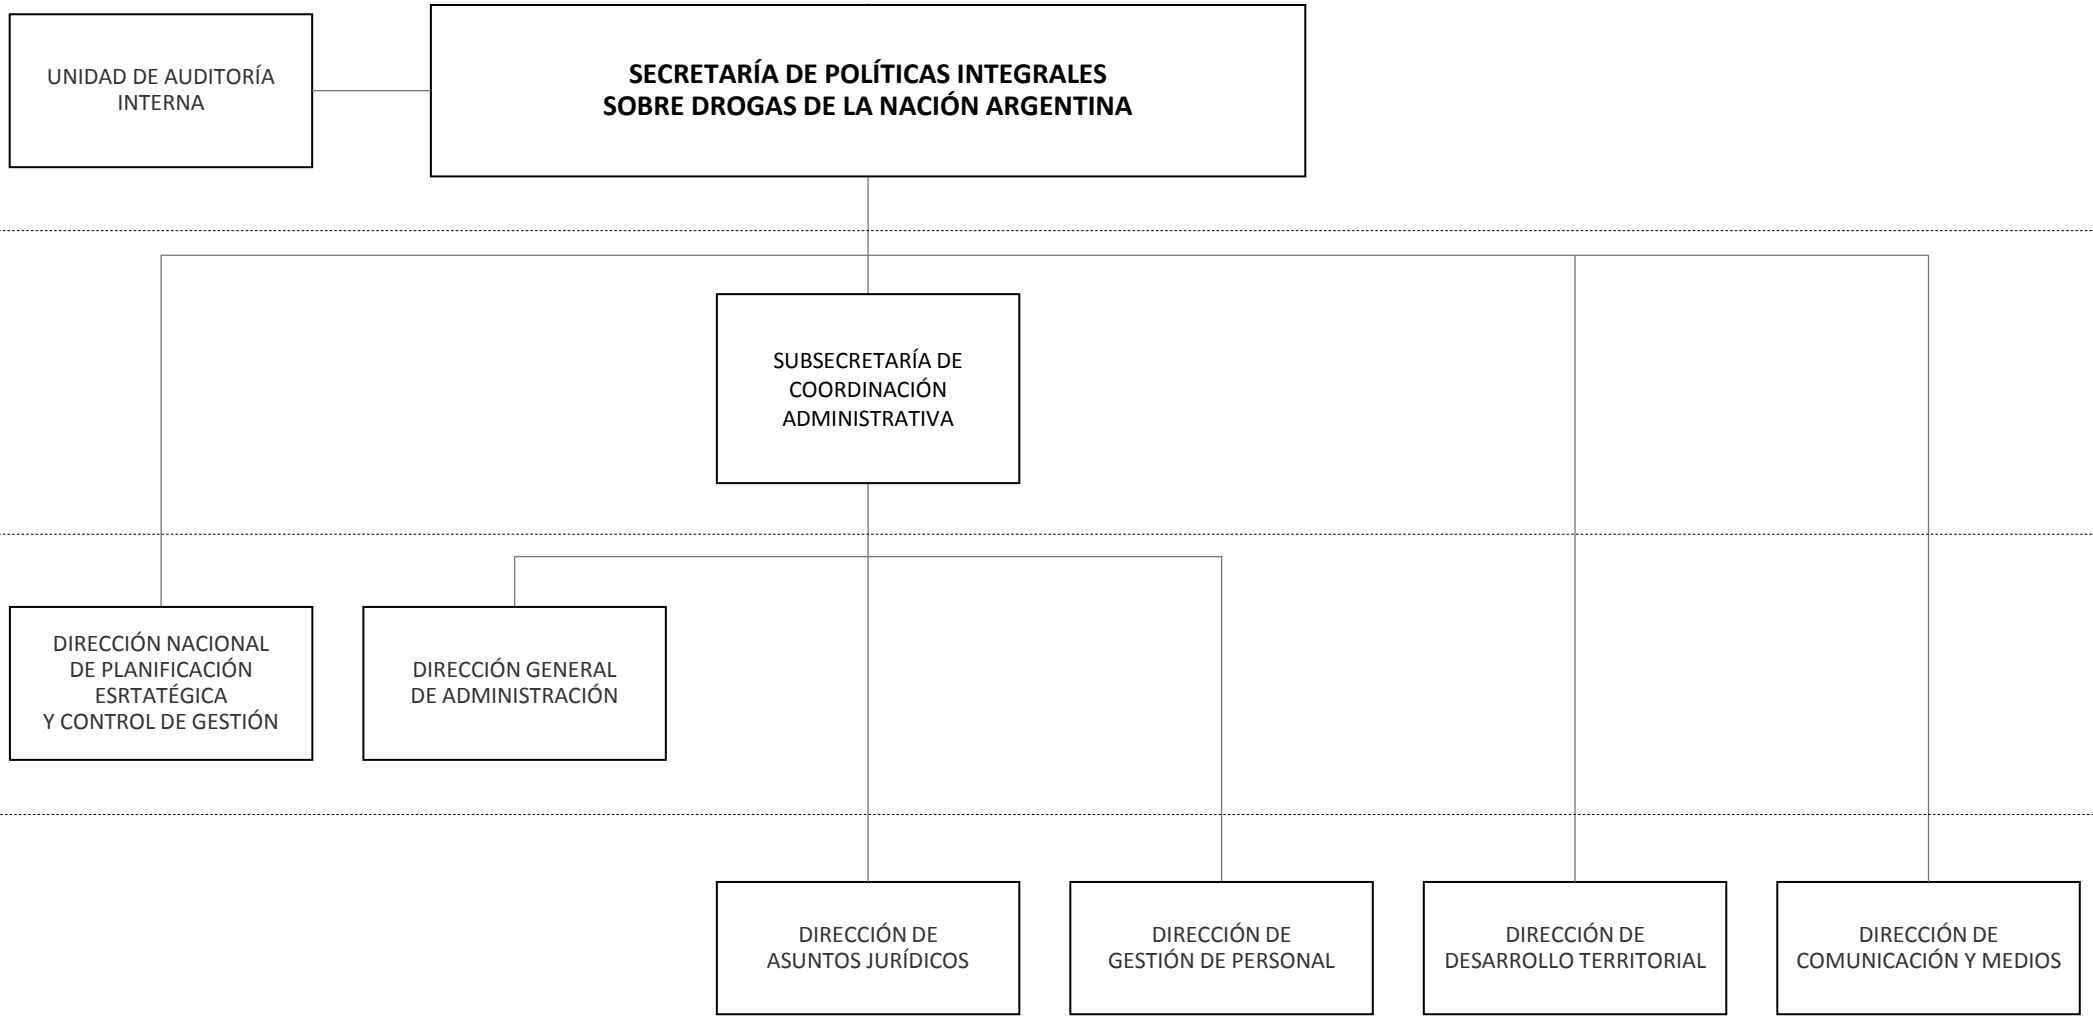 UNIDAD DE AUDITORÍA
INTERNA
SECRETARÍA DE POLÍTICAS INTEGRALES
SOBRE DROGAS DE LA NACIÓN ARGENTINA
SUBSECRETARÍA DE
COORDINACIÓN
ADMINISTRATIVA
DIRECCIÓN NACIONAL
DE PLANIFICACIÓN
ESRTATÉGICA
Y CONTROL DE GESTIÓN
DIRECCIÓN GENERAL
DE ADMINISTRACIÓN
DIRECCIÓN DE
ASUNTOS JURÍDICOS
DIRECCIÓN DE
GESTIÓN DE PERSONAL
DIRECCIÓN DE
DESARROLLO TERRITORIAL
DIRECCIÓN DE
COMUNICACIÓN Y MEDIOS